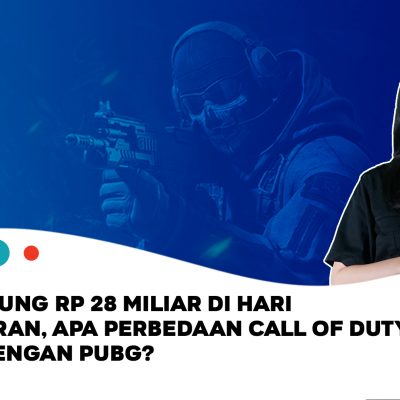 UNG RP 28 MILIAR DI HARI
RAN, APA PERBEDAAN CALL OF DUTY
ENGAN PUBG?